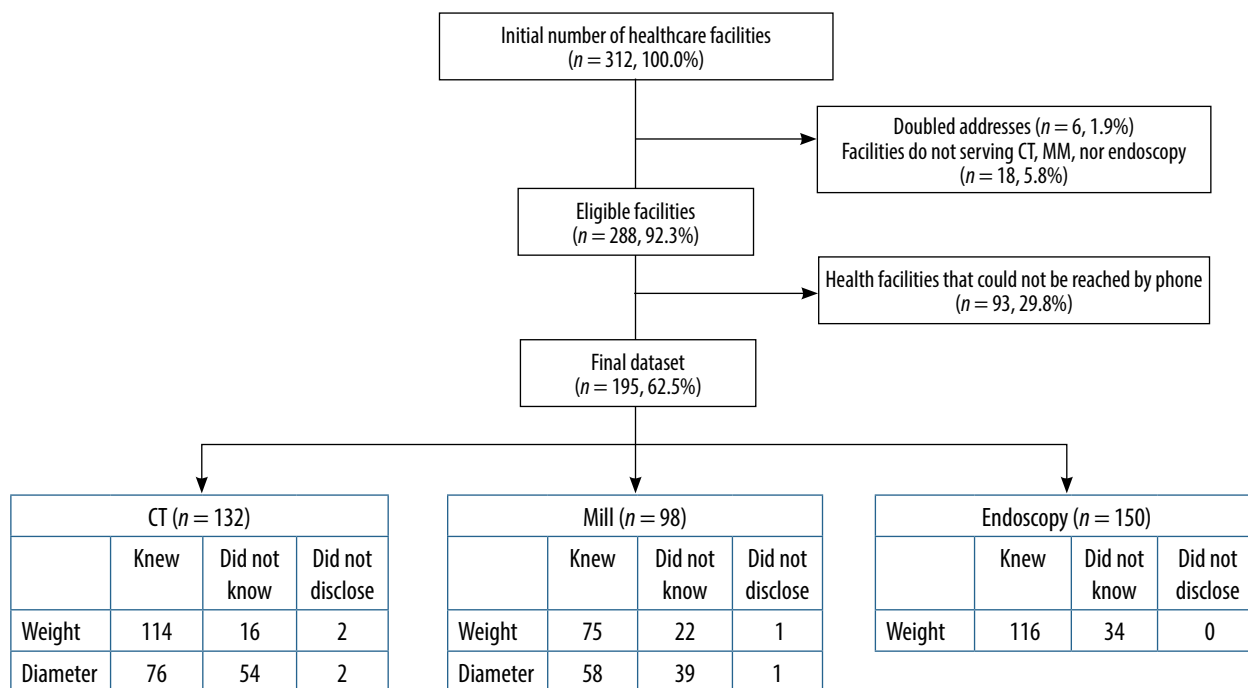 Initial number of healthcare facilities
(n = 312, 100.0%)
Doubled addresses (n = 6, 1.9%)
Facilities do not serving CT, MM, nor endoscopy
(n = 18, 5.8%)
Eligible facilities
(n = 288, 92.3%)
Health facilities that could not be reached by phone
(n = 93, 29.8%)
Final dataset
(n = 195, 62.5%)
CT (n = 132)
Knew Did not know Did not disclose
Weight 114 16 2
Diameter 76 54 2
Mill (n = 98)
Knew Did not know Did not disclose
Weight 75 22 1
Diameter 58 39 1
Endoscopy (n = 150)
Knew Did not know Did not disclose
Weight 116 34 0